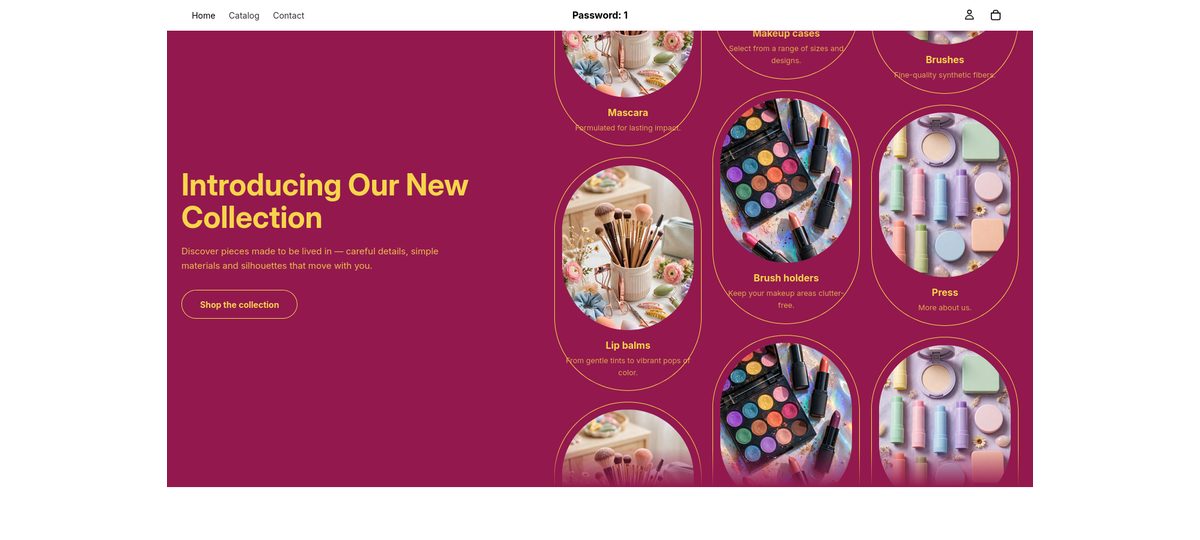 Home
Catalog
Contact
Password: 1
Introducing Our New
Collection
Discover pieces made to be lived in — careful details, simple
materials and silhouettes that move with you.
Shop the collection
Mascara
Formulated for lasting impact.
Lip balms
From gentle tints to vibrant pops of
color.
Makeup cases
Select from a range of sizes and
designs.
Brush holders
Keep your makeup areas clutter-
free.
Brushes
Fine-quality synthetic fibers.
Press
More about us.